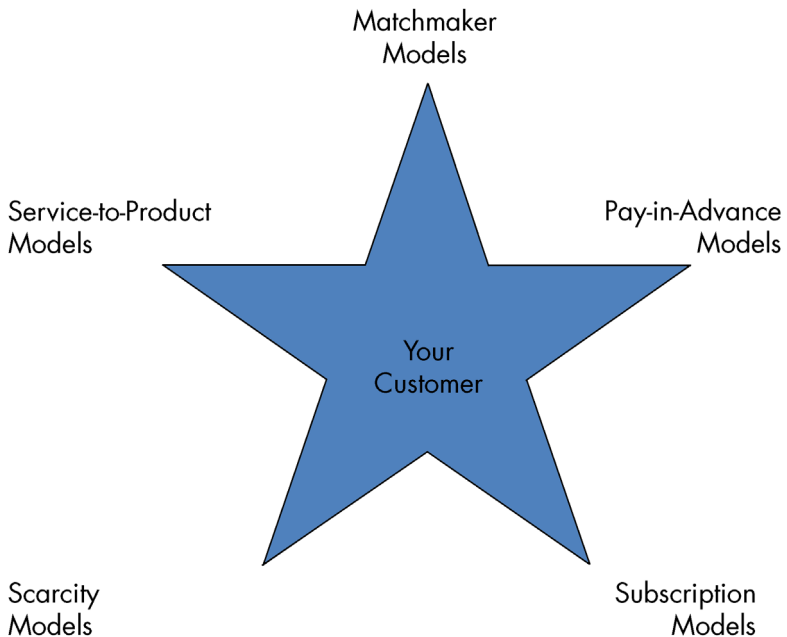 Matchmaker
Models
Service-to-Product
Models
Pay-in-Advance
Models
Your
Customer
Scarcity
Models
Subscription
Models